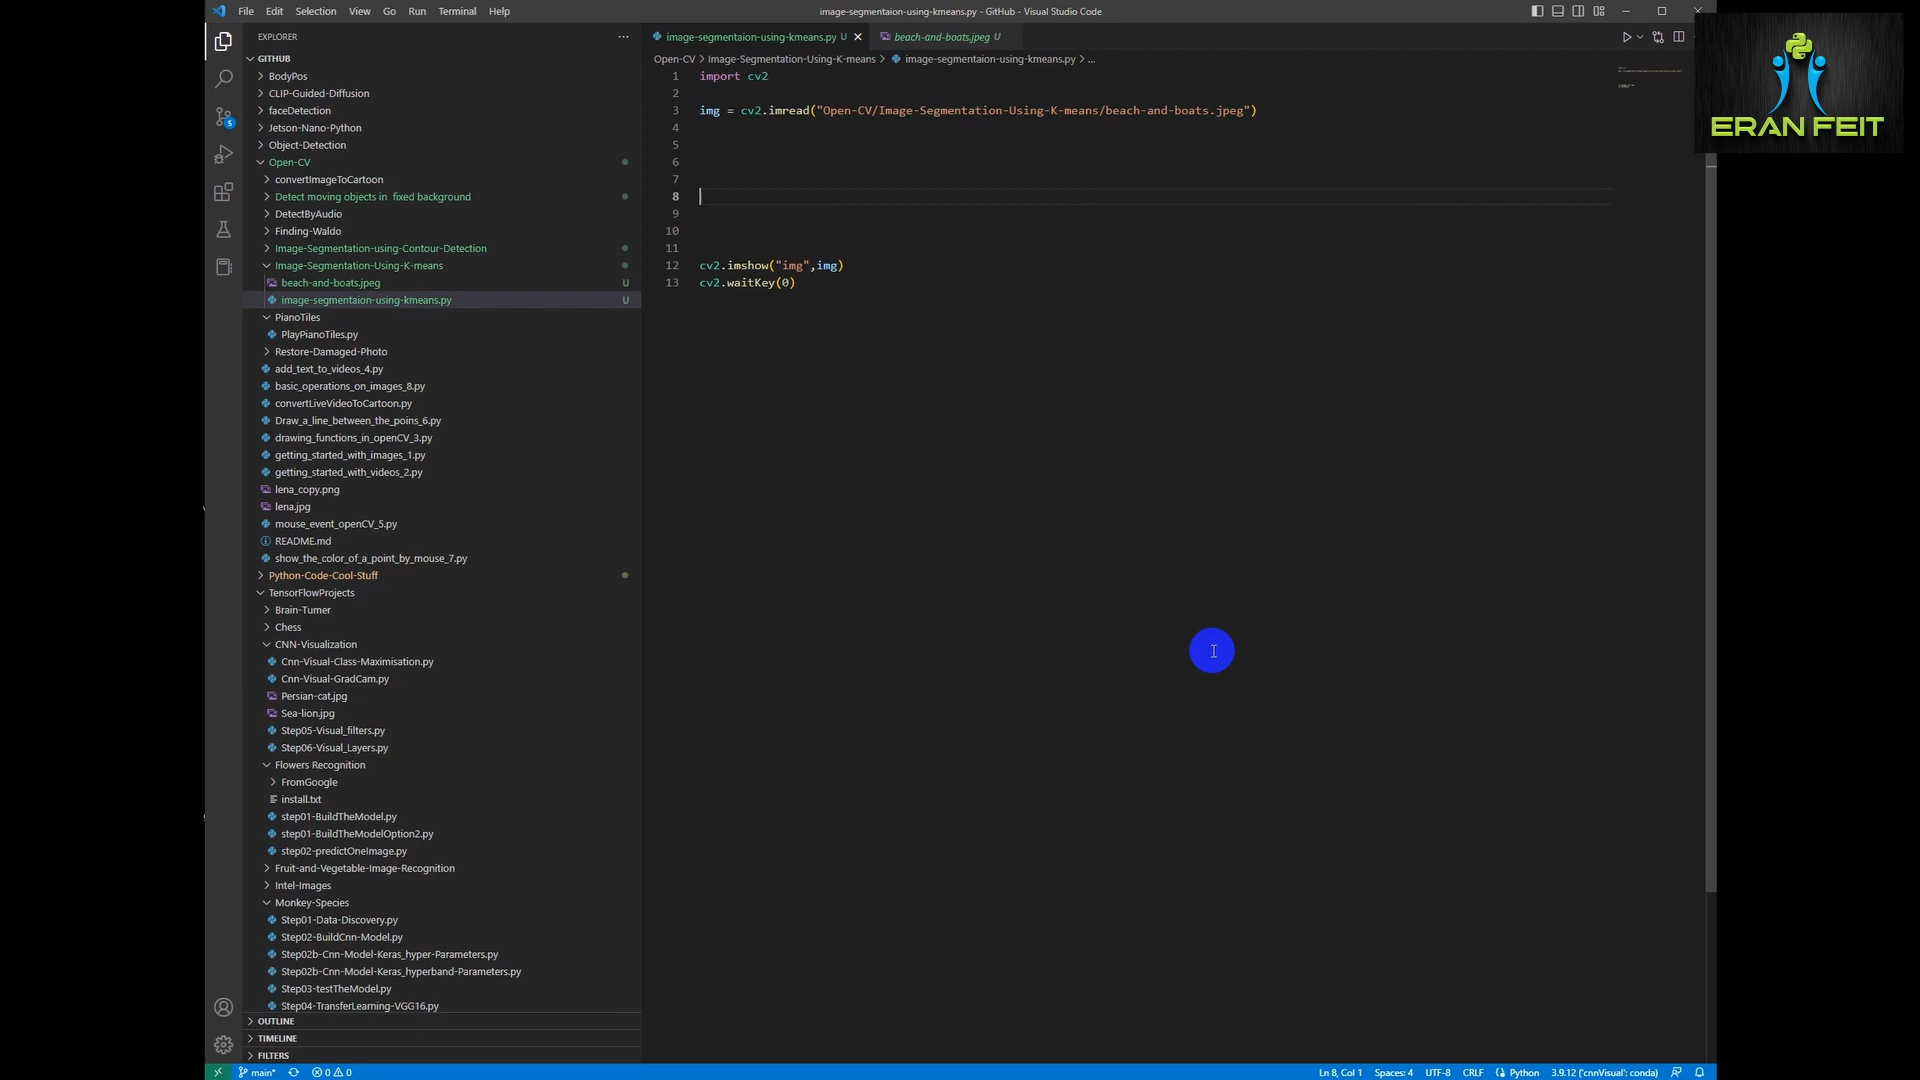 File Edit Selection View Go Run Terminal Help
image-segmentaion-using-kmeans.py - GitHub - Visual Studio Code
ERAN FEIT
EXPLORER
GITHUB
BodyPos
CLIP-Guided-Diffusion
faceDetection
Jetson-Nano-Python
Object-Detection
Open-CV
convertImageToCartoon
Detect moving objects in fixed background
DetectByAudio
Finding-Waldo
Image-Segmentation-using-Contour-Detection
Image-Segmentation-Using-K-means
beach-and-boats.jpeg U
image-segmentaion-using-kmeans.py U
PianoTiles
PlayPianoTiles.py
Restore-Damaged-Photo
add_text_to_videos_4.py
basic_operations_on_images_8.py
convertLiveVideoToCartoon.py
Draw_a_line_between_the_poins_6.py
drawing_functions_in_openCV_3.py
getting_started_with_images_1.py
getting_started_with_videos_2.py
lena_copy.png
lena.jpg
mouse_event_openCV_5.py
README.md
show_the_color_of_a_point_by_mouse_7.py
Python-Code-Cool-Stuff
TensorFlowProjects
Brain-Tumer
Chess
CNN-Visualization
Cnn-Visual-Class-Maximisation.py
Cnn-Visual-GradCam.py
Persian-cat.jpg
Sea-lion.jpg
Step05-Visual_filters.py
Step06-Visual_Layers.py
Flowers Recognition
FromGoogle
install.txt
step01-BuildTheModel.py
step01-BuildTheModelOption2.py
step02-predictOneImage.py
Fruit-and-Vegetable-Image-Recognition
Intel-Images
Monkey-Species
Step01-Data-Discovery.py
Step02-BuildCnn-Model.py
Step02b-Cnn-Model-Keras_hyper-Parameters.py
Step02b-Cnn-Model-Keras_hyperband-Parameters.py
Step03-testTheModel.py
Step04-TransferLearning-VGG16.py
OUTLINE
TIMELINE
FILTERS
5
image-segmentaion-using-kmeans.py U
beach-and-boats.jpeg U
Open-CV > Image-Segmentation-Using-K-means > image-segmentaion-using-kmeans.py > ...
1 import cv2
2
3 img = cv2.imread("Open-CV/Image-Segmentation-Using-K-means/beach-and-boats.jpeg")
4
5
6
7
8
9
10
11
12 cv2.imshow("img",img)
13 cv2.waitKey(0)
main* 0 0
Ln 8, Col 1 Spaces: 4 UTF-8 CRLF Python 3.9.12 ('cnnVisual': conda)